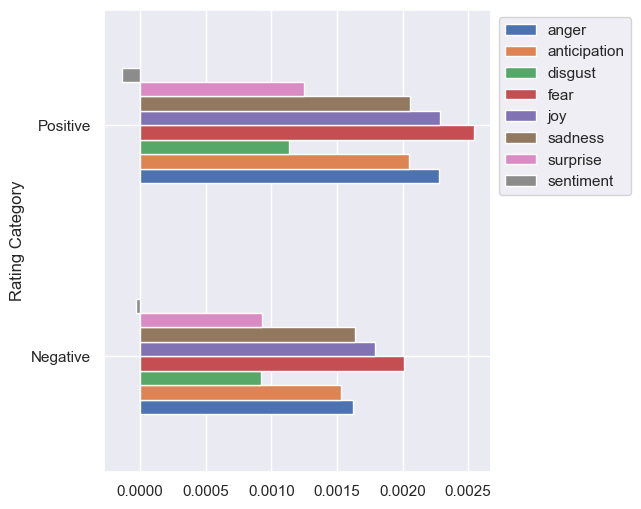 anger
anticipation
disgust
fear
joy
sadness
surprise
sentiment
Positive
Negative
Rating Category
0.0000 0.0005 0.0010 0.0015 0.0020 0.0025